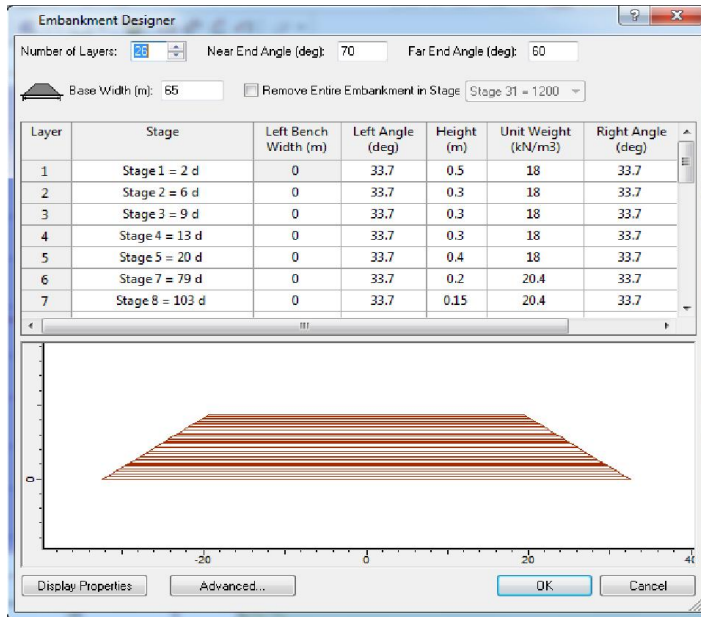 Embankment Designer
Number of Layers: 26 Near End Angle (deg): 70 Far End Angle (deg): 60
Base Width (m): 65 Remove Entire Embankment in Stage Stage 31 = 1200
Layer Stage Left Bench Width (m) Left Angle (deg) Height (m) Unit Weight (kN/m3) Right Angle (deg)
1 Stage 1 = 2 d 0 33.7 0.5 18 33.7
2 Stage 2 = 6 d 0 33.7 0.3 18 33.7
3 Stage 3 = 9 d 0 33.7 0.3 18 33.7
4 Stage 4 = 13 d 0 33.7 0.3 18 33.7
5 Stage 5 = 20 d 0 33.7 0.4 18 33.7
6 Stage 7 = 79 d 0 33.7 0.2 20.4 33.7
7 Stage 8 = 103 d 0 33.7 0.15 20.4 33.7
0
-20 0 20 40
Display Properties Advanced... OK Cancel